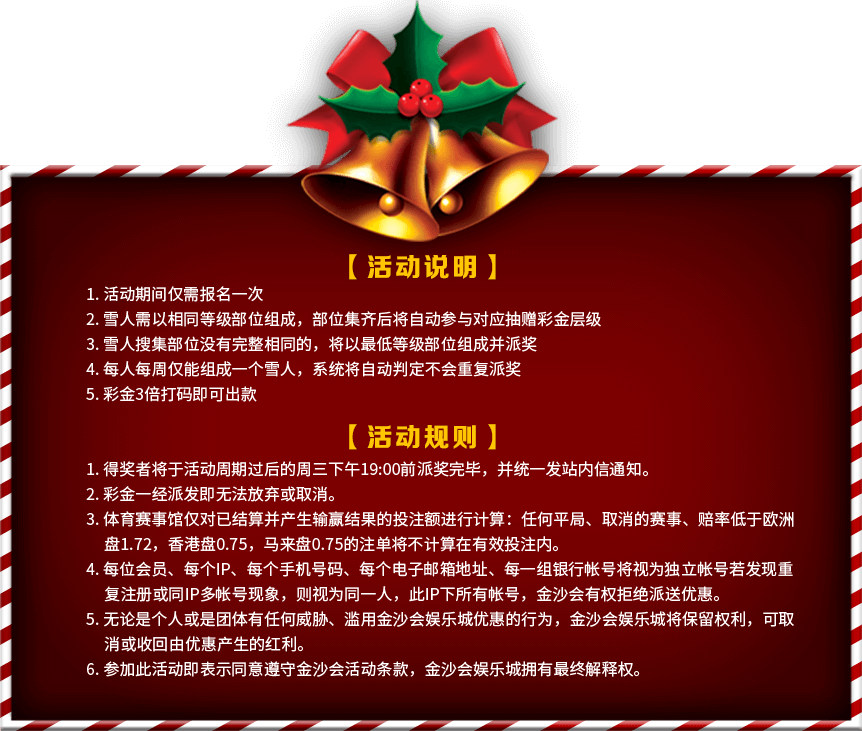 【活动说明】
1. 活动期间仅需报名一次
2. 雪人需以相同等级部位组成，部位集齐后将自动参与对应抽赠彩金层级
3. 雪人搜集部位没有完整相同的，将以最低等级部位组成并派奖
4. 每人每周仅能组成一个雪人，系统将自动判定不会重复派奖
5. 彩金3倍打码即可出款
【活动规则】
1. 得奖者将于活动周期过后的周三下午19:00前派奖完毕，并统一发站内信通知。
2. 彩金一经派发即无法放弃或取消。
3. 体育赛事馆仅对已结算并产生输赢结果的投注额进行计算：任何平局、取消的赛事、赔率低于欧洲
盘1.72，香港盘0.75，马来盘0.75的注单将不计算在有效投注内。
4. 每位会员、每个IP、每个手机号码、每个电子邮箱地址、每一组银行帐号将视为独立帐号若发现重
复注册或同IP多帐号现象，则视为同一人，此IP下所有帐号，金沙会有权拒绝派送优惠。
5. 无论是个人或是团体有任何威胁、滥用金沙会娱乐城优惠的行为，金沙会娱乐城将保留权利，可取
消或收回由优惠产生的红利。
6. 参加此活动即表示同意遵守金沙会活动条款，金沙会娱乐城拥有最终解释权。